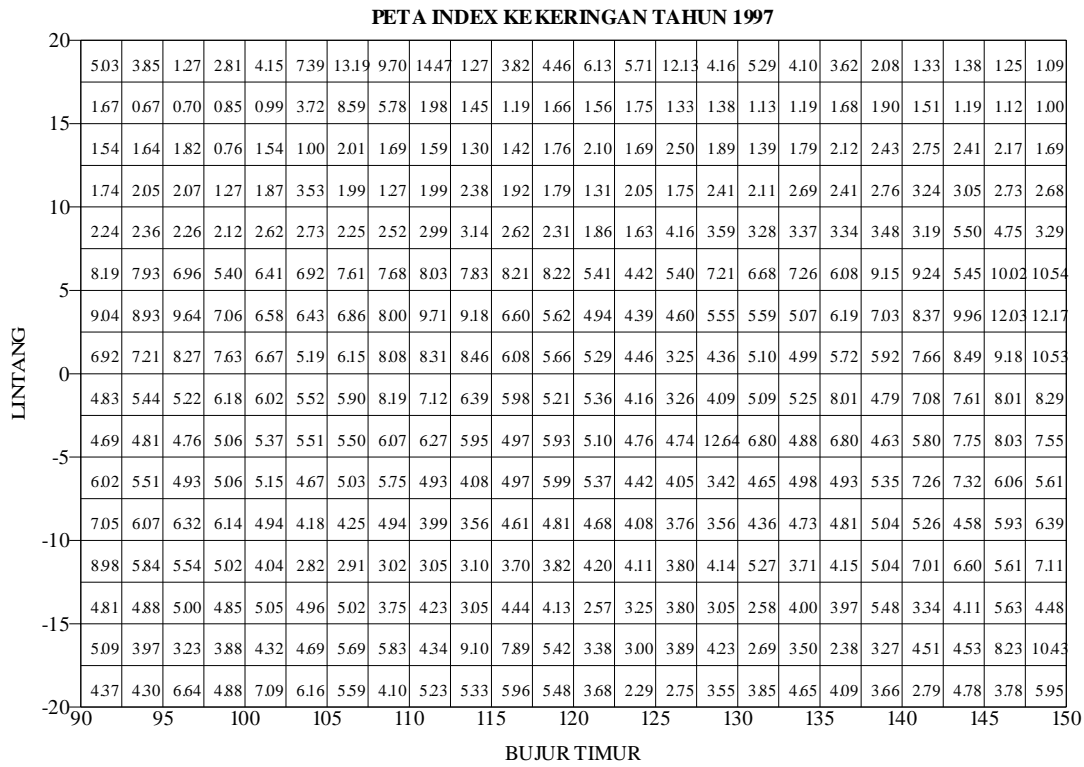 PETA INDEX KEKERINGAN TAHUN 1997
20
5.03 3.85 1.27 2.81 4.15 7.39 13.19 9.70 14.47 1.27 3.82 4.46 6.13 5.71 12.13 4.16 5.29 4.10 3.62 2.08 1.33 1.38 1.25 1.09
1.67 0.67 0.70 0.85 0.99 3.72 8.59 5.78 1.98 1.45 1.19 1.66 1.56 1.75 1.33 1.38 1.13 1.19 1.68 1.90 1.51 1.19 1.12 1.00
15
1.54 1.64 1.82 0.76 1.54 1.00 2.01 1.69 1.59 1.30 1.42 1.76 2.10 1.69 2.50 1.89 1.39 1.79 2.12 2.43 2.75 2.41 2.17 1.69
1.74 2.05 2.07 1.27 1.87 3.53 1.99 1.27 1.99 2.38 1.92 1.79 1.31 2.05 1.75 2.41 2.11 2.69 2.41 2.76 3.24 3.05 2.73 2.68
10
2.24 2.36 2.26 2.12 2.62 2.73 2.25 2.52 2.99 3.14 2.62 2.31 1.86 1.63 4.16 3.59 3.28 3.37 3.34 3.48 3.19 5.50 4.75 3.29
8.19 7.93 6.96 5.40 6.41 6.92 7.61 7.68 8.03 7.83 8.21 8.22 5.41 4.42 5.40 7.21 6.68 7.26 6.08 9.15 9.24 5.45 10.02 10.54
5
9.04 8.93 9.64 7.06 6.58 6.43 6.86 8.00 9.71 9.18 6.60 5.62 4.94 4.39 4.60 5.55 5.59 5.07 6.19 7.03 8.37 9.96 12.03 12.17
6.92 7.21 8.27 7.63 6.67 5.19 6.15 8.08 8.31 8.46 6.08 5.66 5.29 4.46 3.25 4.36 5.10 4.99 5.72 5.92 7.66 8.49 9.18 10.53
0
LINTANG
4.83 5.44 5.22 6.18 6.02 5.52 5.90 8.19 7.12 6.39 5.98 5.21 5.36 4.16 3.26 4.09 5.09 5.25 8.01 4.79 7.08 7.61 8.01 8.29
4.69 4.81 4.76 5.06 5.37 5.51 5.50 6.07 6.27 5.95 4.97 5.93 5.10 4.76 4.74 12.64 6.80 4.88 6.80 4.63 5.80 7.75 8.03 7.55
-5
6.02 5.51 4.93 5.06 5.15 4.67 5.03 5.75 4.93 4.08 4.97 5.99 5.37 4.42 4.05 3.42 4.65 4.98 4.93 5.35 7.26 7.32 6.06 5.61
7.05 6.07 6.32 6.14 4.94 4.18 4.25 4.94 3.99 3.56 4.61 4.81 4.68 4.08 3.76 3.56 4.36 4.73 4.81 5.04 5.26 4.58 5.93 6.39
-10
8.98 5.84 5.54 5.02 4.04 2.82 2.91 3.02 3.05 3.10 3.70 3.82 4.20 4.11 3.80 4.14 5.27 3.71 4.15 5.04 7.01 6.60 5.61 7.11
4.81 4.88 5.00 4.85 5.05 4.96 5.02 3.75 4.23 3.05 4.44 4.13 2.57 3.25 3.80 3.05 2.58 4.00 3.97 5.48 3.34 4.11 5.63 4.48
-15
5.09 3.97 3.23 3.88 4.32 4.69 5.69 5.83 4.34 9.10 7.89 5.42 3.38 3.00 3.89 4.23 2.69 3.50 2.38 3.27 4.51 4.53 8.23 10.43
4.37 4.30 6.64 4.88 7.09 6.16 5.59 4.10 5.23 5.33 5.96 5.48 3.68 2.29 2.75 3.55 3.85 4.65 4.09 3.66 2.79 4.78 3.78 5.95
-20
90 95 100 105 110 115 120 125 130 135 140 145 150
BUJUR TIMUR